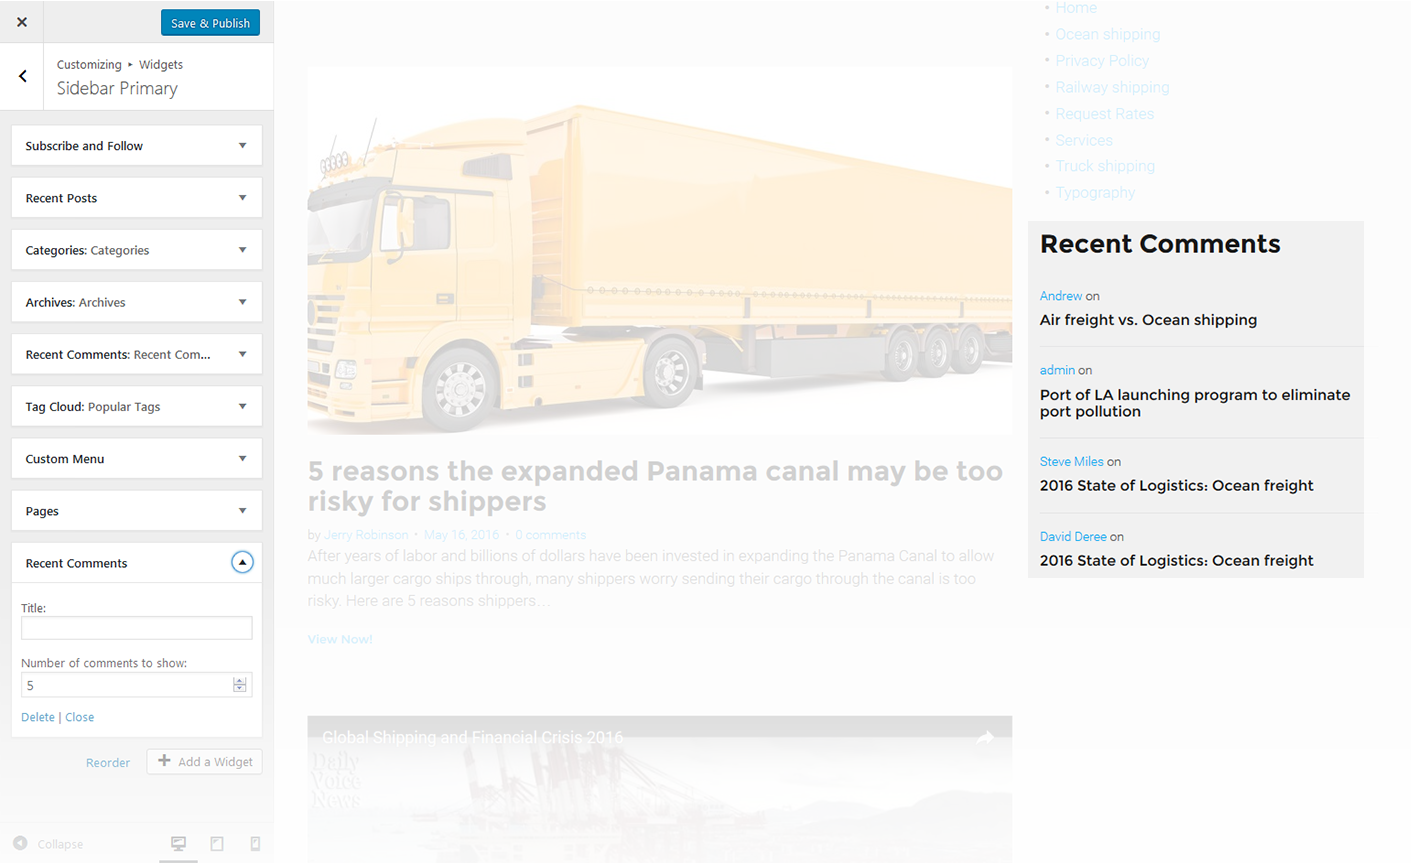 Save & Publish
Customizing ▸ Widgets
Sidebar Primary
Subscribe and Follow
Recent Posts
Categories: Categories
Archives: Archives
Recent Comments: Recent Com...
Tag Cloud: Popular Tags
Custom Menu
Pages
Recent Comments
Title:
Number of comments to show:
5
Delete | Close
Reorder
Add a Widget
Collapse
5 reasons the expanded Panama canal may be too
risky for shippers
by Jerry Robinson • May 16, 2016 • 0 comments
After years of labor and billions of dollars have been invested in expanding the Panama Canal to allow
much larger cargo ships through, many shippers worry sending their cargo through the canal is too
risky. Here are 5 reasons shippers…
View Now!
Global Shipping and Financial Crisis 2016
Daily
Voice
News
• Home
• Ocean shipping
• Privacy Policy
• Railway shipping
• Request Rates
• Services
• Truck shipping
• Typography
Recent Comments
Andrew on
Air freight vs. Ocean shipping
admin on
Port of LA launching program to eliminate
port pollution
Steve Miles on
2016 State of Logistics: Ocean freight
David Deree on
2016 State of Logistics: Ocean freight